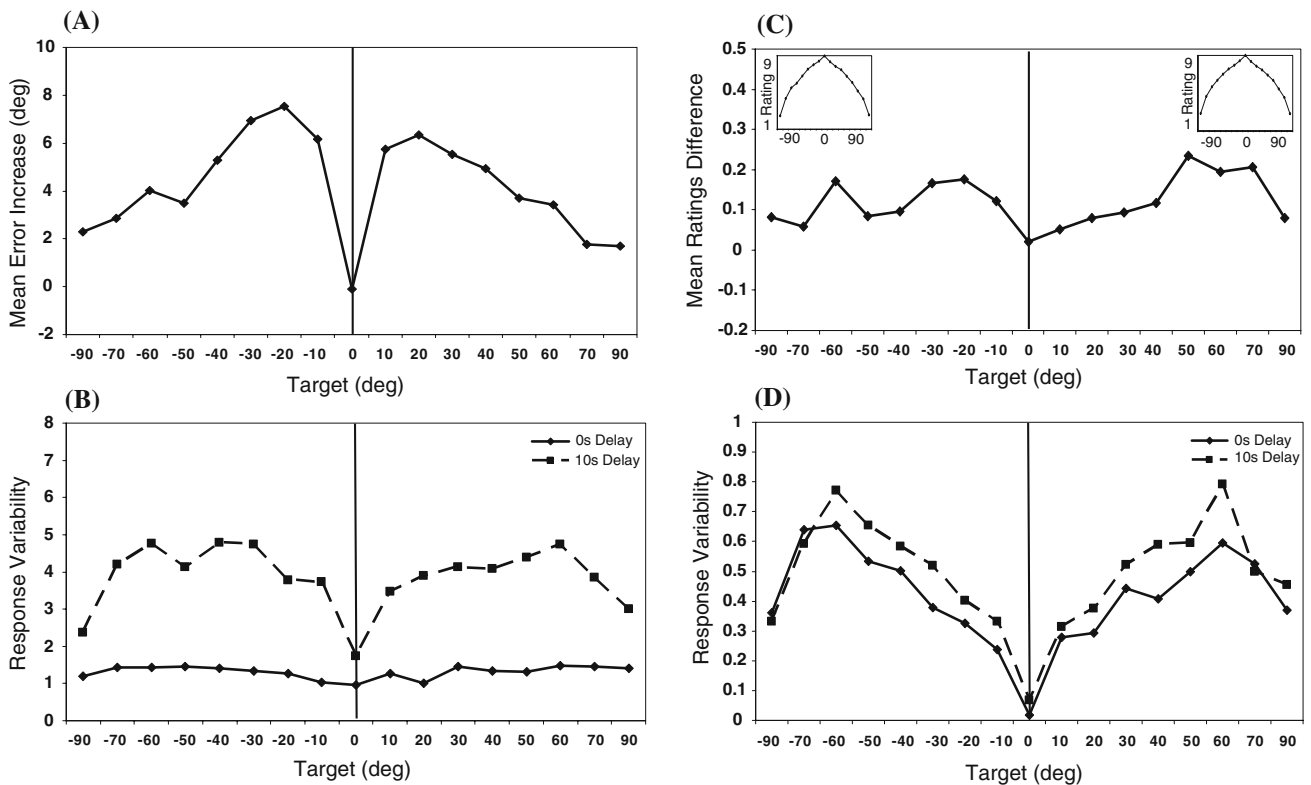 (A)
Mean Error Increase (deg)
10
8
6
4
2
0
-2
-90 -70 -60 -50 -40 -30 -20 -10 0 10 20 30 40 50 60 70 90
Target (deg)
(B)
Response Variability
8
7
6
5
4
3
2
1
0
0s Delay
10s Delay
-90 -70 -60 -50 -40 -30 -20 -10 0 10 20 30 40 50 60 70 90
Target (deg)
(C)
Mean Ratings Difference
0.5
0.4
0.3
0.2
0.1
0
-0.1
-0.2
Rating
9
1
-90 0 90
Rating
9
1
-90 0 90
-90 -70 -60 -50 -40 -30 -20 -10 0 10 20 30 40 50 60 70 90
Target (deg)
(D)
Response Variability
1
0.9
0.8
0.7
0.6
0.5
0.4
0.3
0.2
0.1
0
0s Delay
10s Delay
-90 -70 -60 -50 -40 -30 -20 -10 0 10 20 30 40 50 60 70 90
Target (deg)